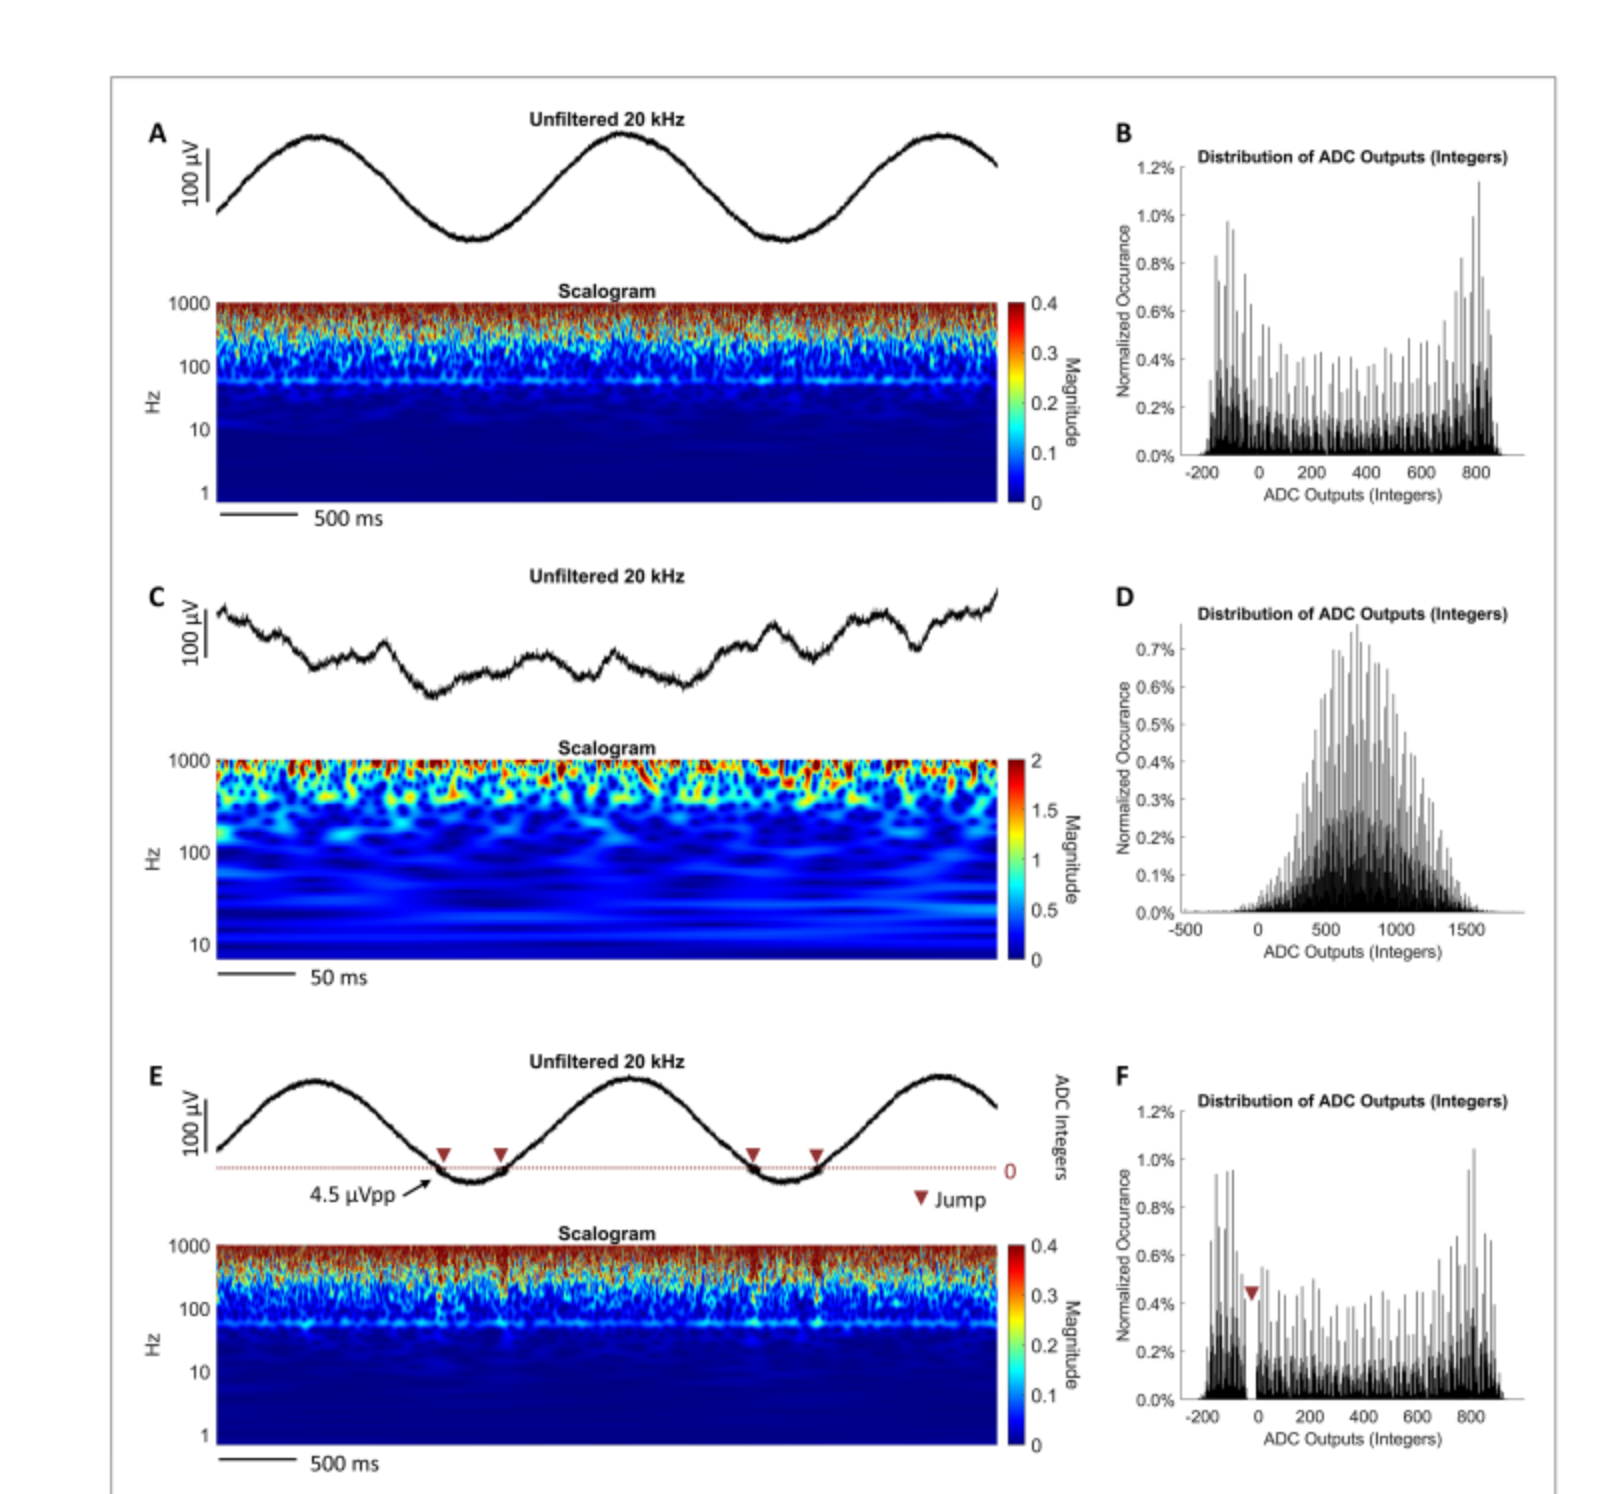 A
Unfiltered 20 kHz
100 µV
Scalogram
1000
100
10
1
Hz
0.4
0.3
0.2
0.1
0
Magnitude
500 ms
B
Distribution of ADC Outputs (Integers)
1.2%
1.0%
0.8%
0.6%
0.4%
0.2%
0.0%
Normalized Occurance
-200 0 200 400 600 800
ADC Outputs (Integers)
C
Unfiltered 20 kHz
100 µV
Scalogram
1000
100
10
Hz
2
1.5
1
0.5
0
Magnitude
50 ms
D
Distribution of ADC Outputs (Integers)
0.7%
0.6%
0.5%
0.4%
0.3%
0.2%
0.1%
0.0%
Normalized Occurance
-500 0 500 1000 1500
ADC Outputs (Integers)
E
Unfiltered 20 kHz
100 µV
ADC Integers
0
4.5 µVpp
Jump
Scalogram
1000
100
10
1
Hz
0.4
0.3
0.2
0.1
0
Magnitude
500 ms
F
Distribution of ADC Outputs (Integers)
1.2%
1.0%
0.8%
0.6%
0.4%
0.2%
0.0%
Normalized Occurance
-200 0 200 400 600 800
ADC Outputs (Integers)